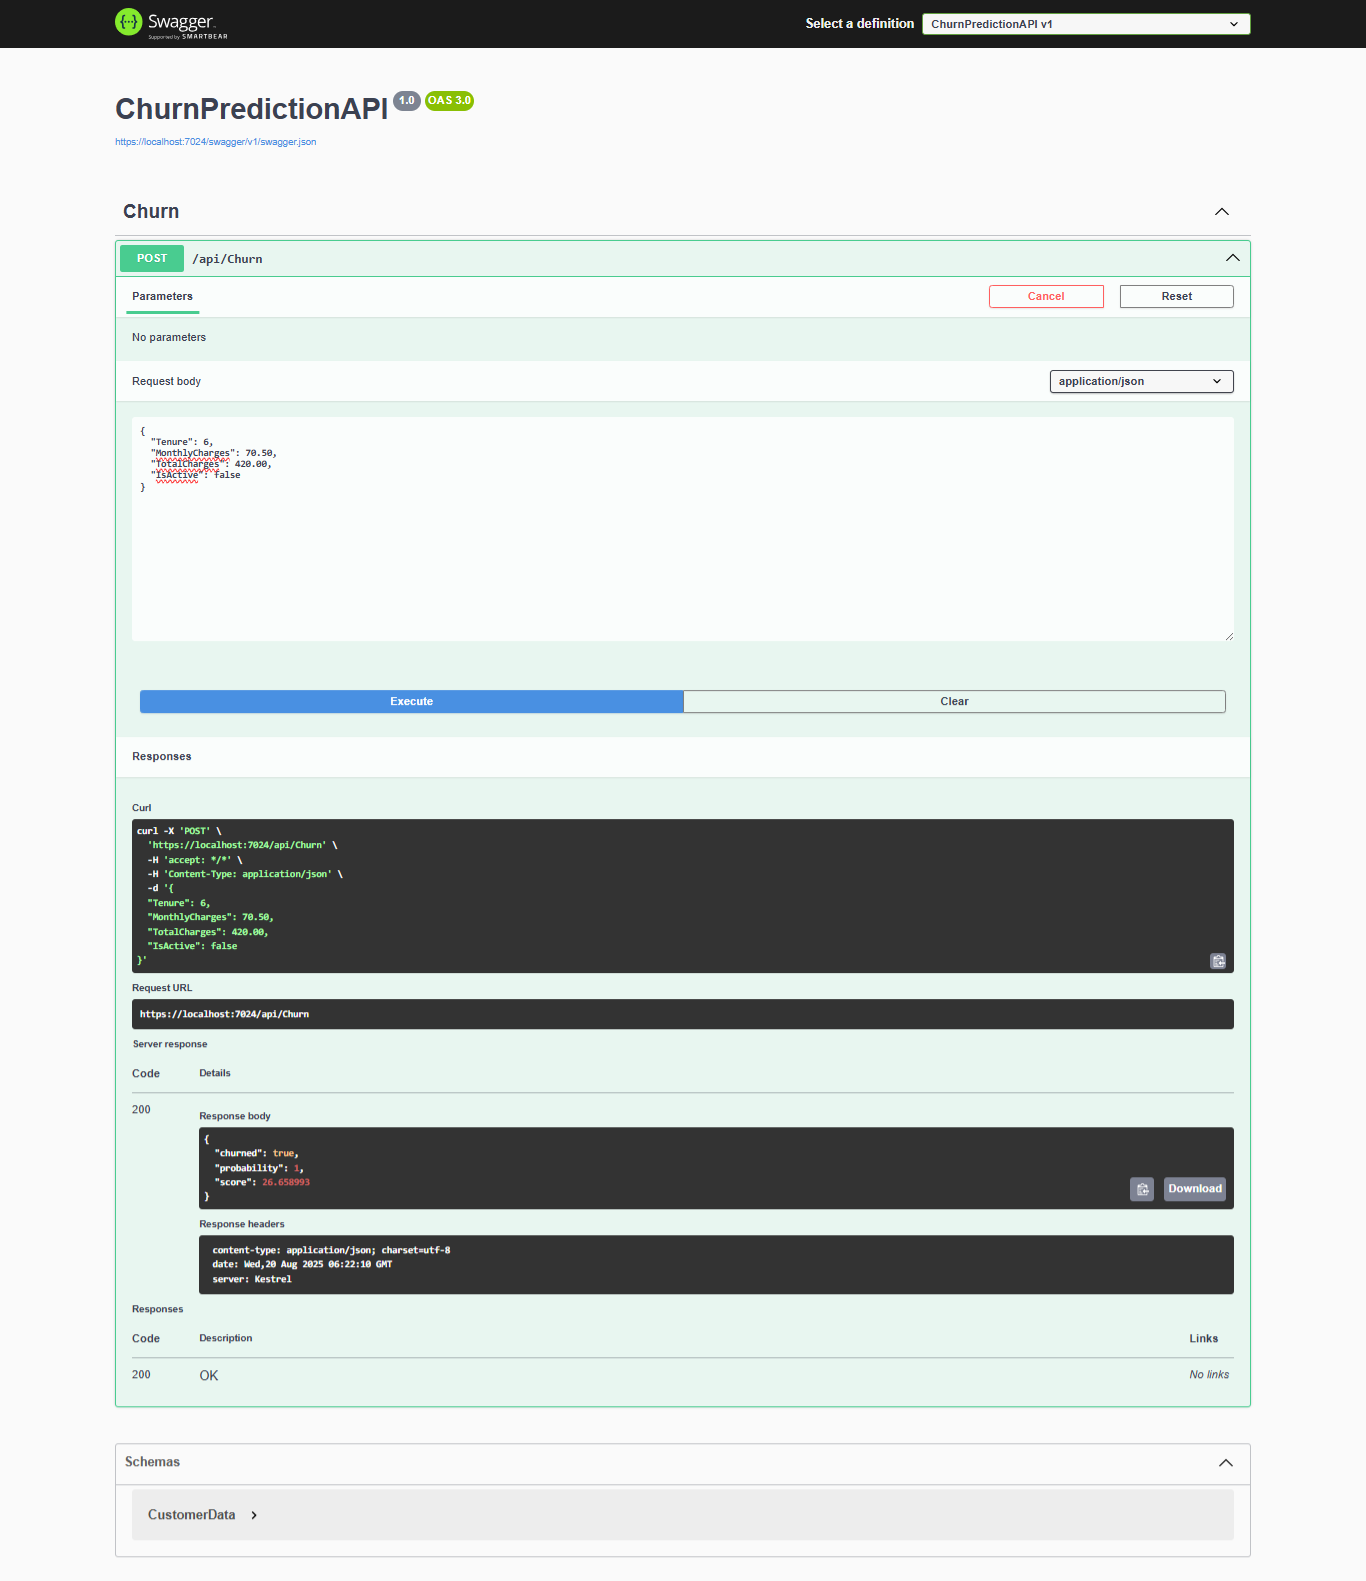 Swagger
Supported by SMARTBEAR
Select a definition
ChurnPredictionAPI v1
ChurnPredictionAPI 1.0 OAS 3.0
https://localhost:7024/swagger/v1/swagger.json
Churn
POST /api/Churn
Parameters
Cancel
Reset
No parameters
Request body
application/json
{
  "Tenure": 6,
  "MonthlyCharges": 70.50,
  "TotalCharges": 420.00,
  "IsActive": false
}
Execute
Clear
Responses
Curl
curl -X 'POST' \
  'https://localhost:7024/api/Churn' \
  -H 'accept: */*' \
  -H 'Content-Type: application/json' \
  -d '{
  "Tenure": 6,
  "MonthlyCharges": 70.50,
  "TotalCharges": 420.00,
  "IsActive": false
}'
Request URL
https://localhost:7024/api/Churn
Server response
Code Details
200
Response body
{
  "churned": true,
  "probability": 1,
  "score": 26.658993
}
Download
Response headers
content-type: application/json; charset=utf-8
date: Wed,20 Aug 2025 06:22:10 GMT
server: Kestrel
Responses
Code Description Links
200 OK No links
Schemas
CustomerData